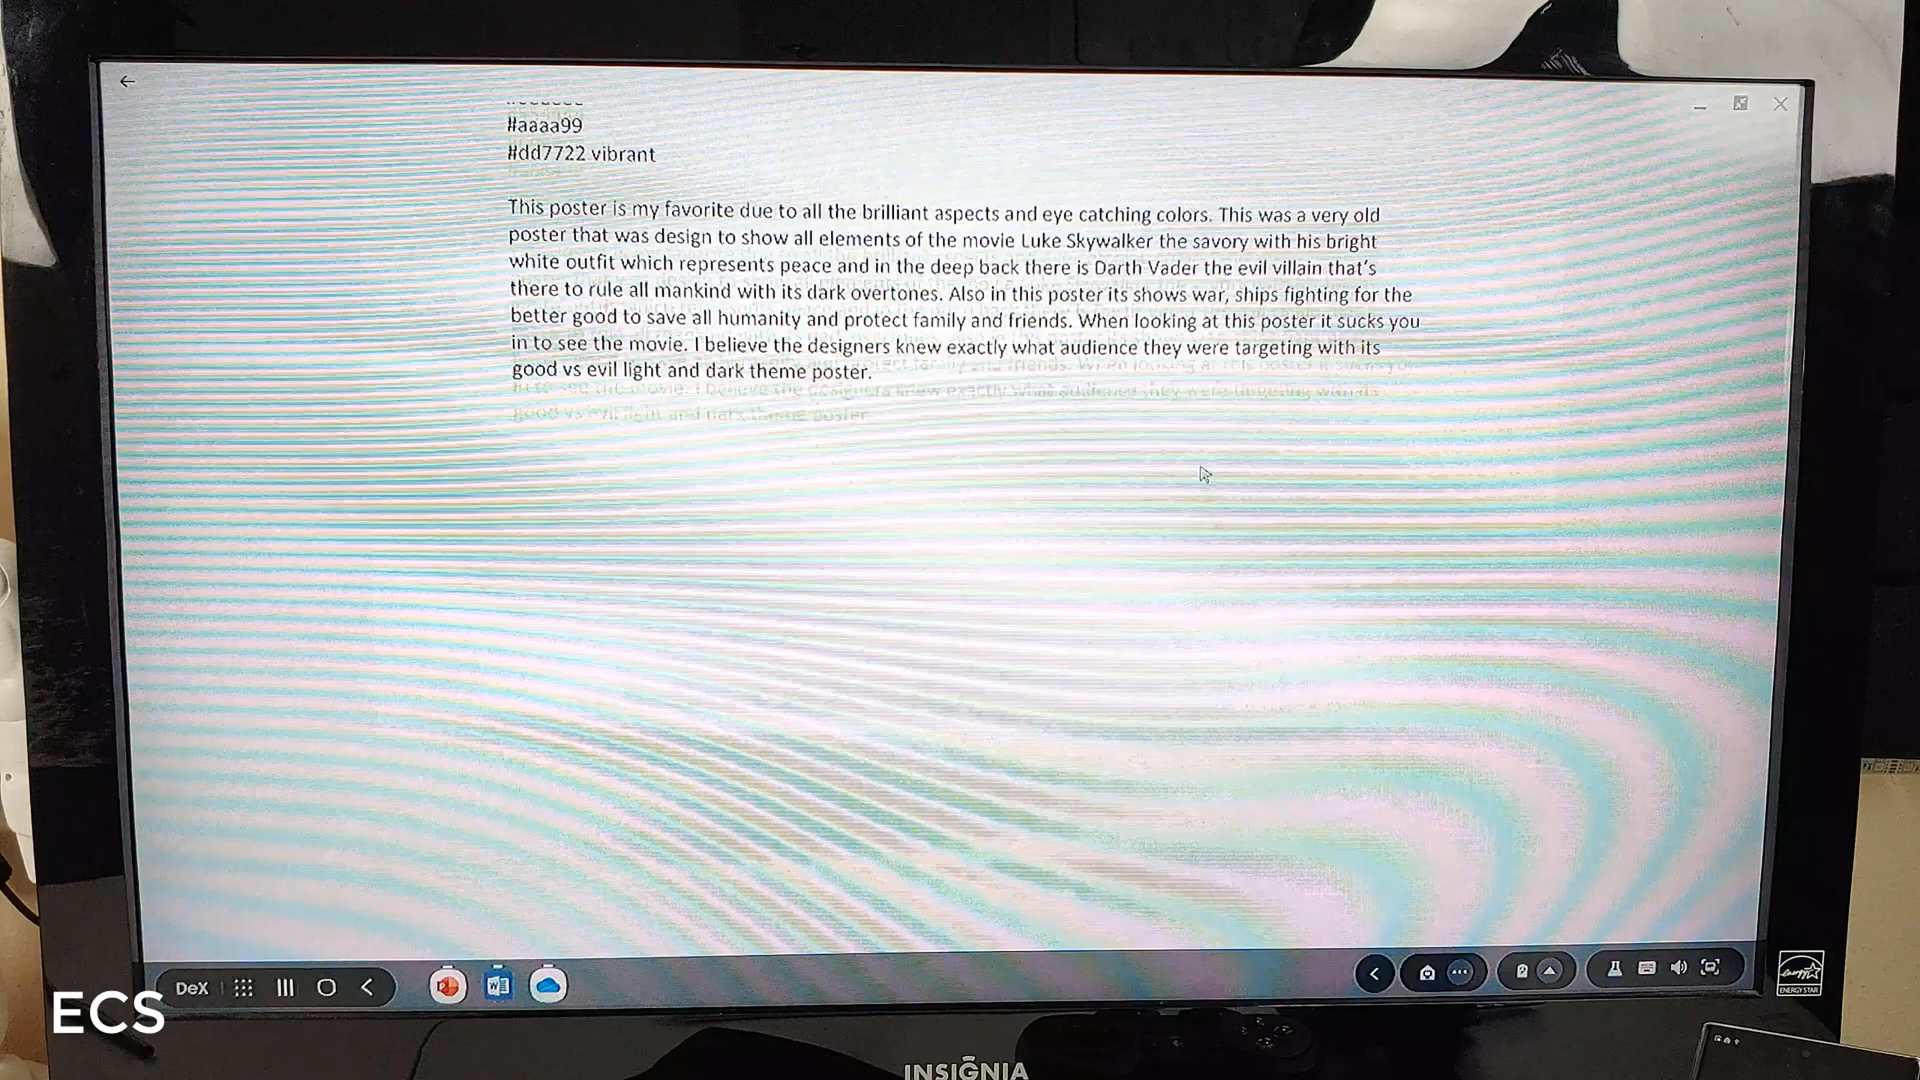 #aaaa99
#dd7722 vibrant
This poster is my favorite due to all the brilliant aspects and eye catching colors. This was a very old
poster that was design to show all elements of the movie Luke Skywalker the savory with his bright
white outfit which represents peace and in the deep back there is Darth Vader the evil villain that's
there to rule all mankind with its dark overtones. Also in this poster its shows war, ships fighting for the
better good to save all humanity and protect family and friends. When looking at this poster it sucks you
in to see the movie. I believe the designers knew exactly what audience they were targeting with its
good vs evil light and dark theme poster.
DeX
ECS
ENERGY STAR
INSIGNIA